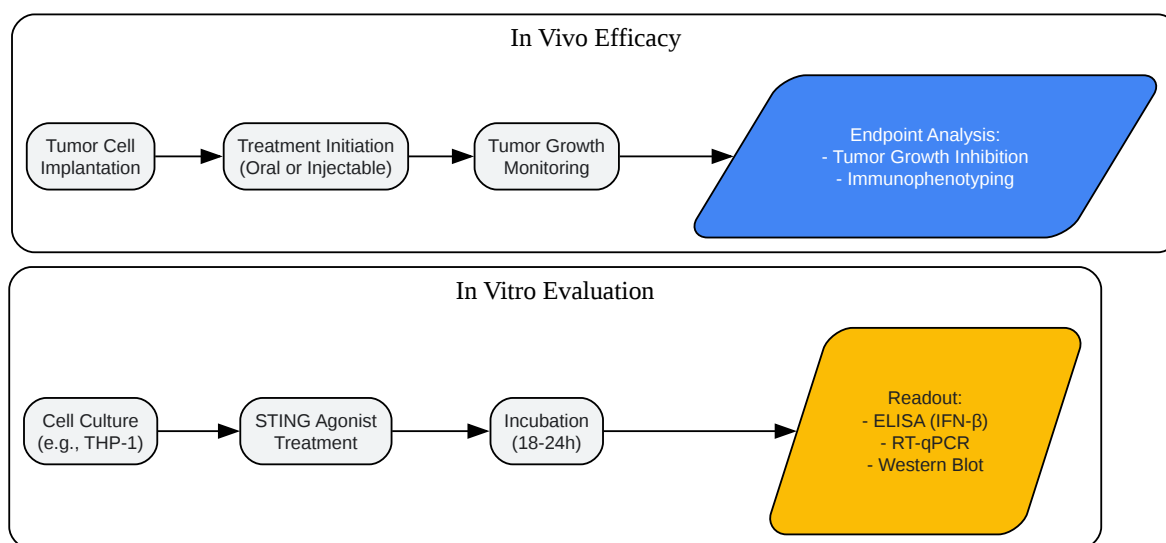 In Vivo Efficacy
Tumor Cell
Implantation
Treatment Initiation
(Oral or Injectable)
Tumor Growth
Monitoring
Endpoint Analysis:
- Tumor Growth Inhibition
- Immunophenotyping
In Vitro Evaluation
Cell Culture
(e.g., THP-1)
STING Agonist
Treatment
Incubation
(18-24h)
Readout:
- ELISA (IFN-β)
- RT-qPCR
- Western Blot